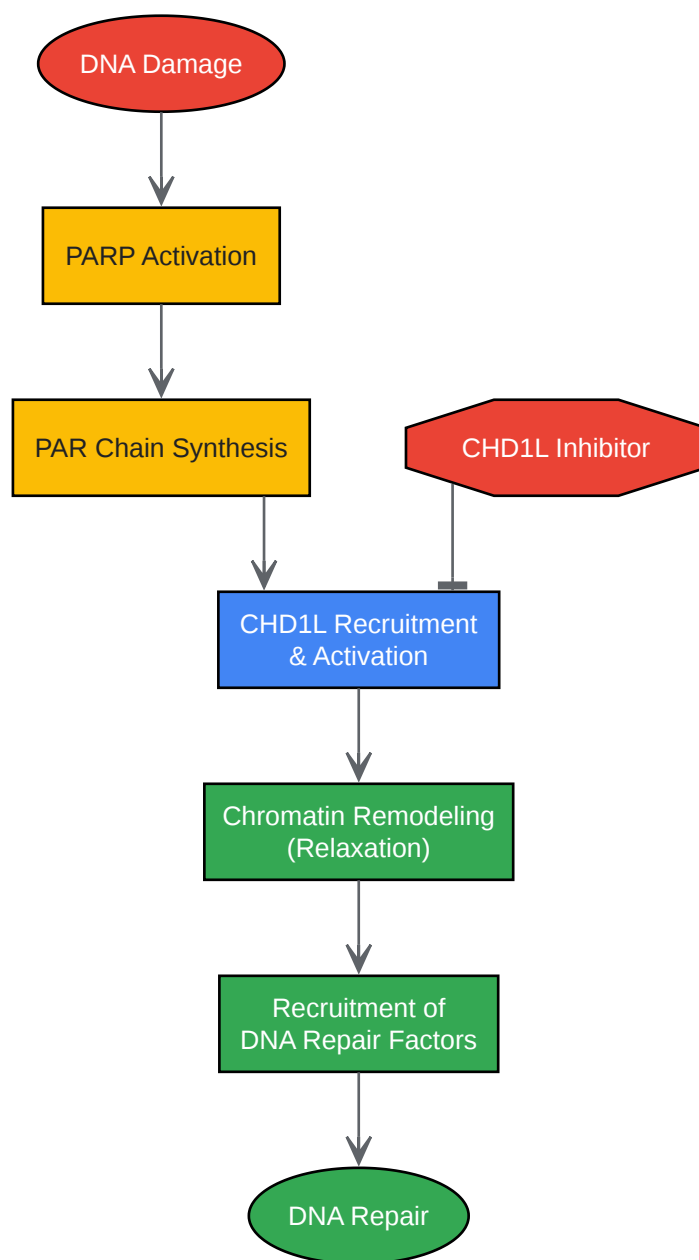 DNA Damage
PARP Activation
PAR Chain Synthesis
CHD1L Inhibitor
CHD1L Recruitment
& Activation
Chromatin Remodeling
(Relaxation)
Recruitment of
DNA Repair Factors
DNA Repair